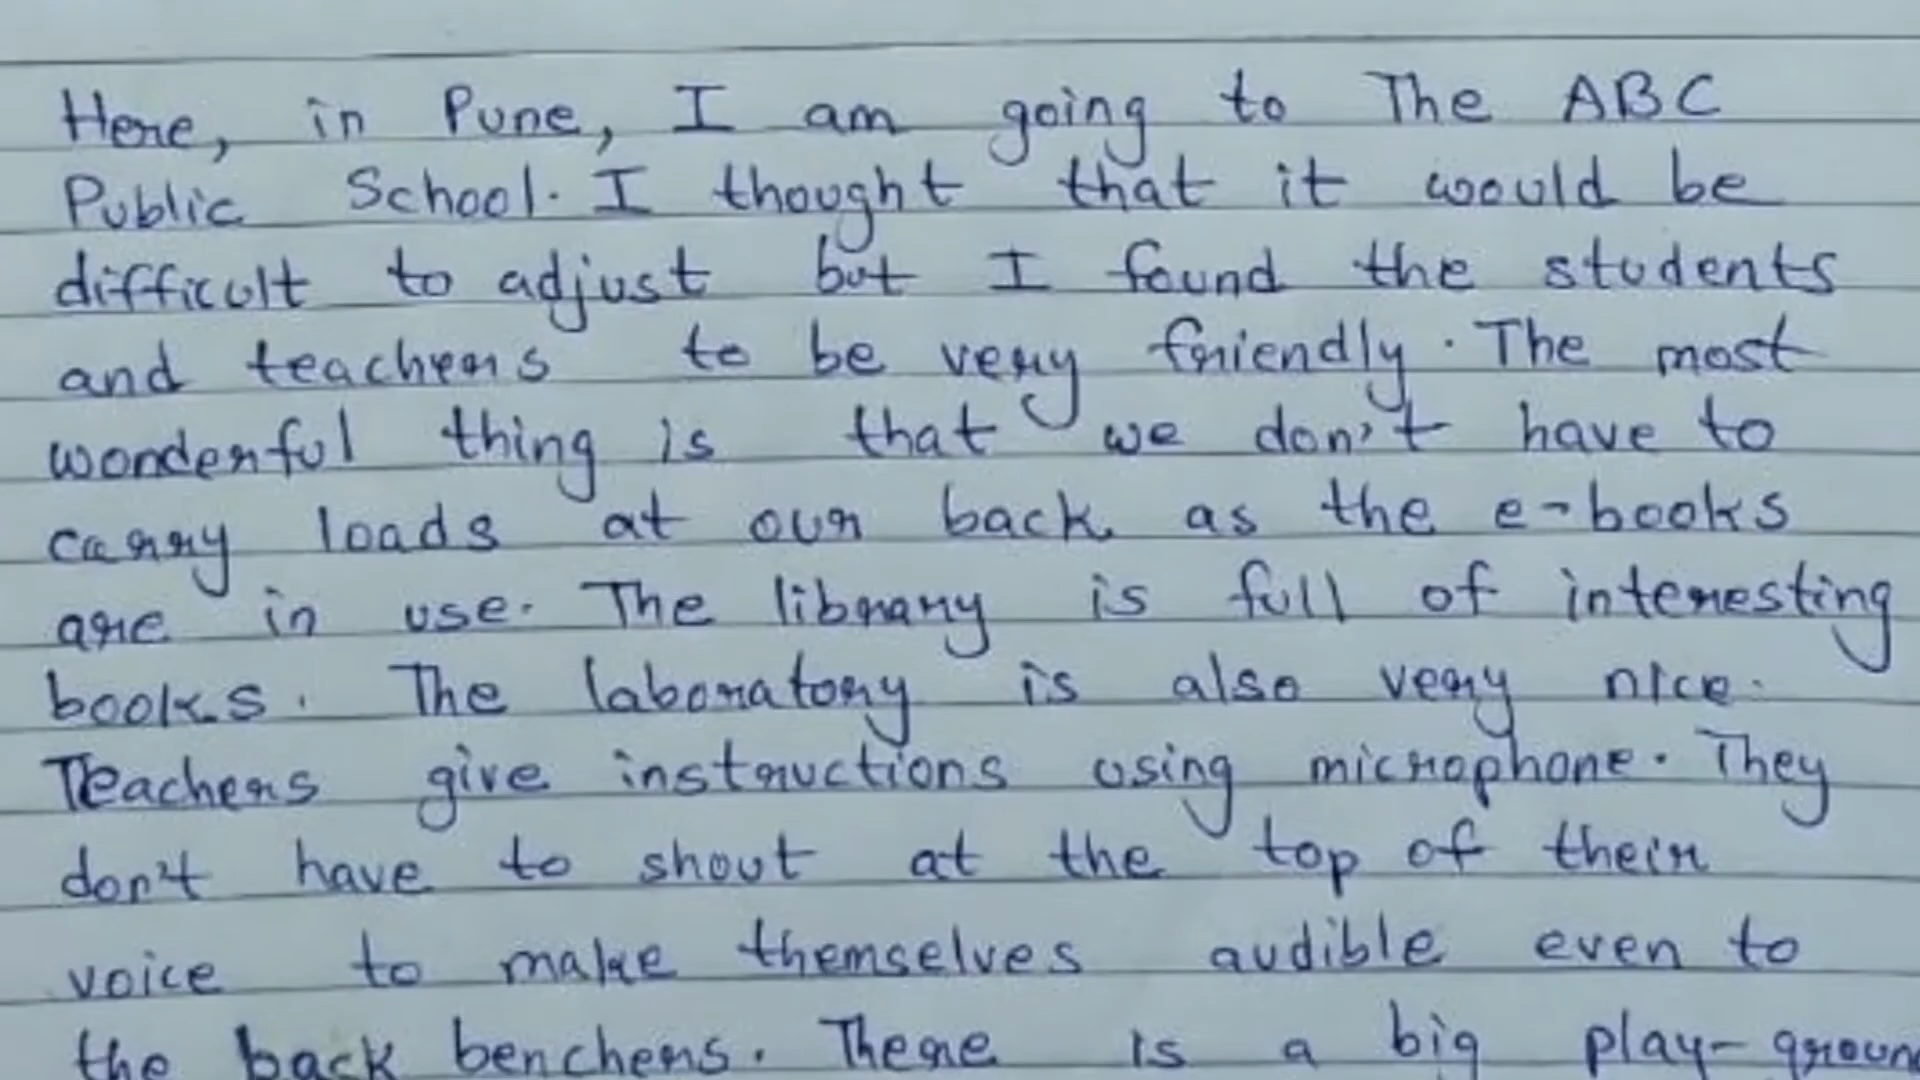 Here, in Pune, I am going to The ABC
Public School. I thought that it would be
difficult to adjust but I found the students
and teachers to be very friendly. The most
wonderful thing is that we don't have to
carry loads at our back as the e-books
are in use. The library is full of interesting
books. The laboratory is also very nice.
Teachers give instructions using microphone. They
don't have to shout at the top of their
voice to make themselves audible even to
the back benchers. There is a big play-groun